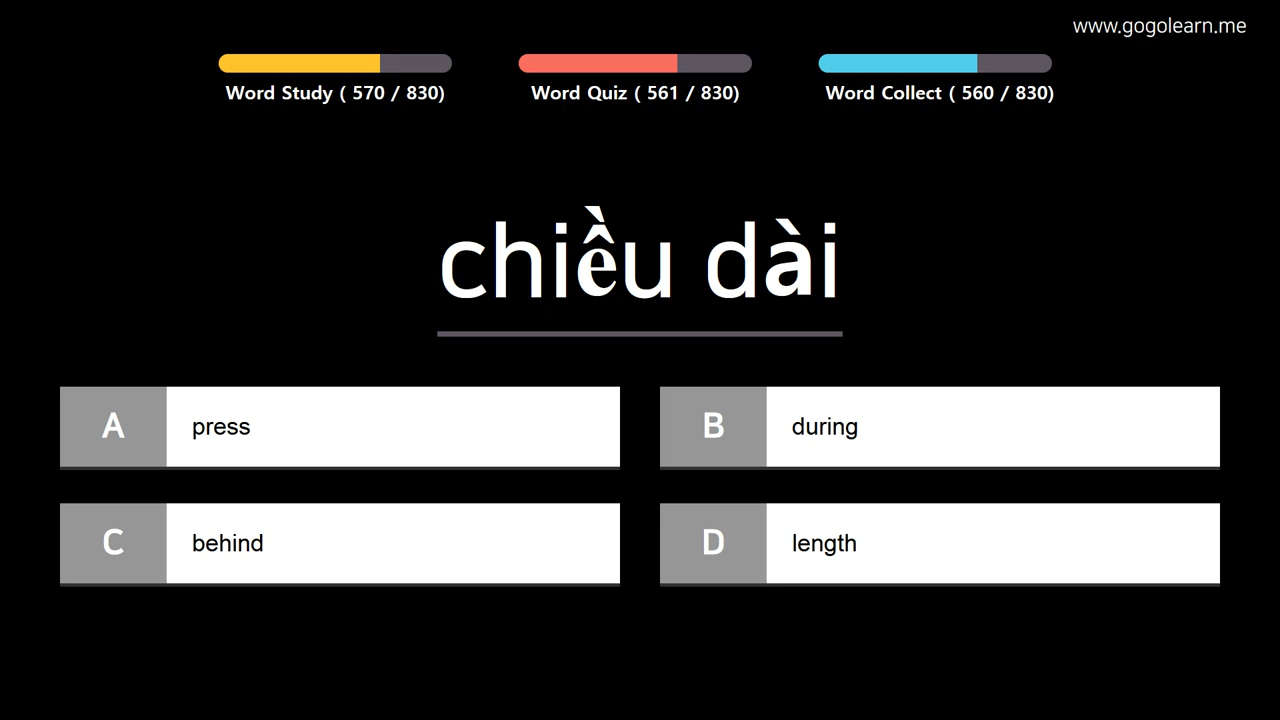 www.gogolearn.me
Word Study ( 570 / 830)
Word Quiz ( 561 / 830)
Word Collect ( 560 / 830)
chiều dài
A press
B during
C behind
D length